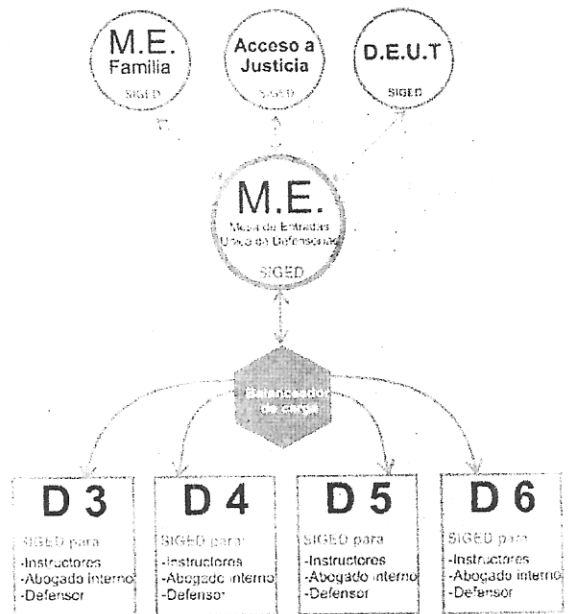 M.E.
Familia
SIGED
Acceso a
Justicia
SIGED
D.E.U.T
SIGED
M.E.
Mesa de Entradas
Unica de Defensorias
SIGED
Balanceador
de carga
D 3
SIGED para
-Instructores
-Abogado interno
-Defensor
D 4
SIGED para
-Instructores
-Abogado interno
-Defensor
D 5
SIGED para
-Instructores
-Abogado interno
-Defensor
D 6
SIGED para
-Instructores
-Abogado interno
-Defensor